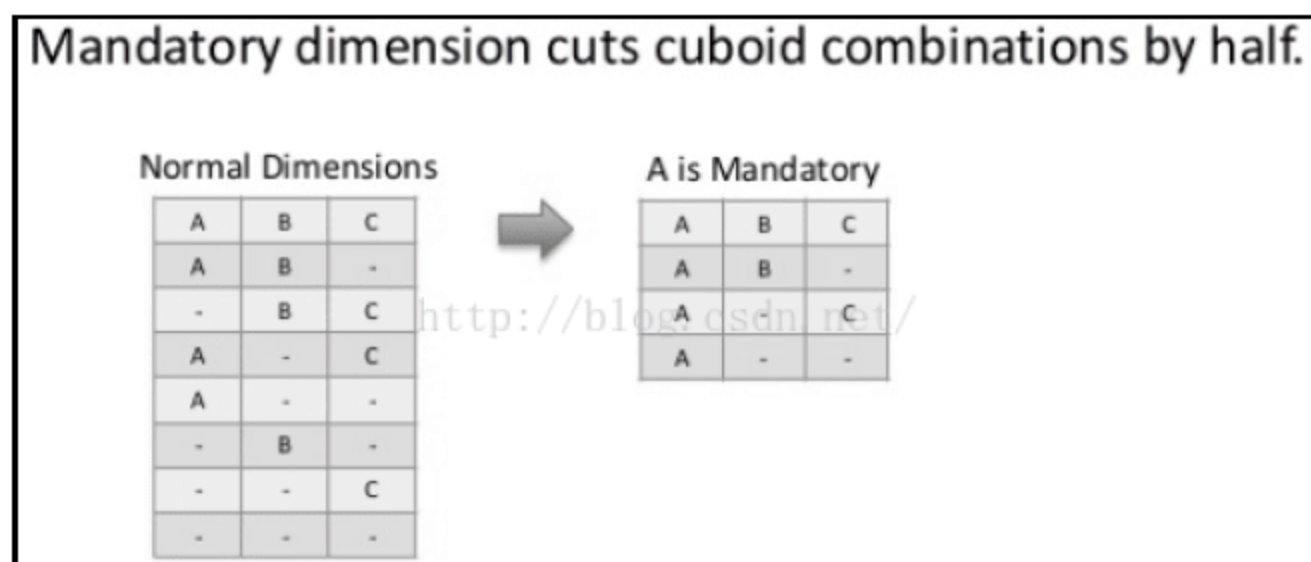 Mandatory dimension cuts cuboid combinations by half.
Normal Dimensions
A B C
A B -
- B C
A - C
A - -
- B -
- - C
- - -
A is Mandatory
A B C
A B -
A - C
A - -
http://blog.csdn.net/